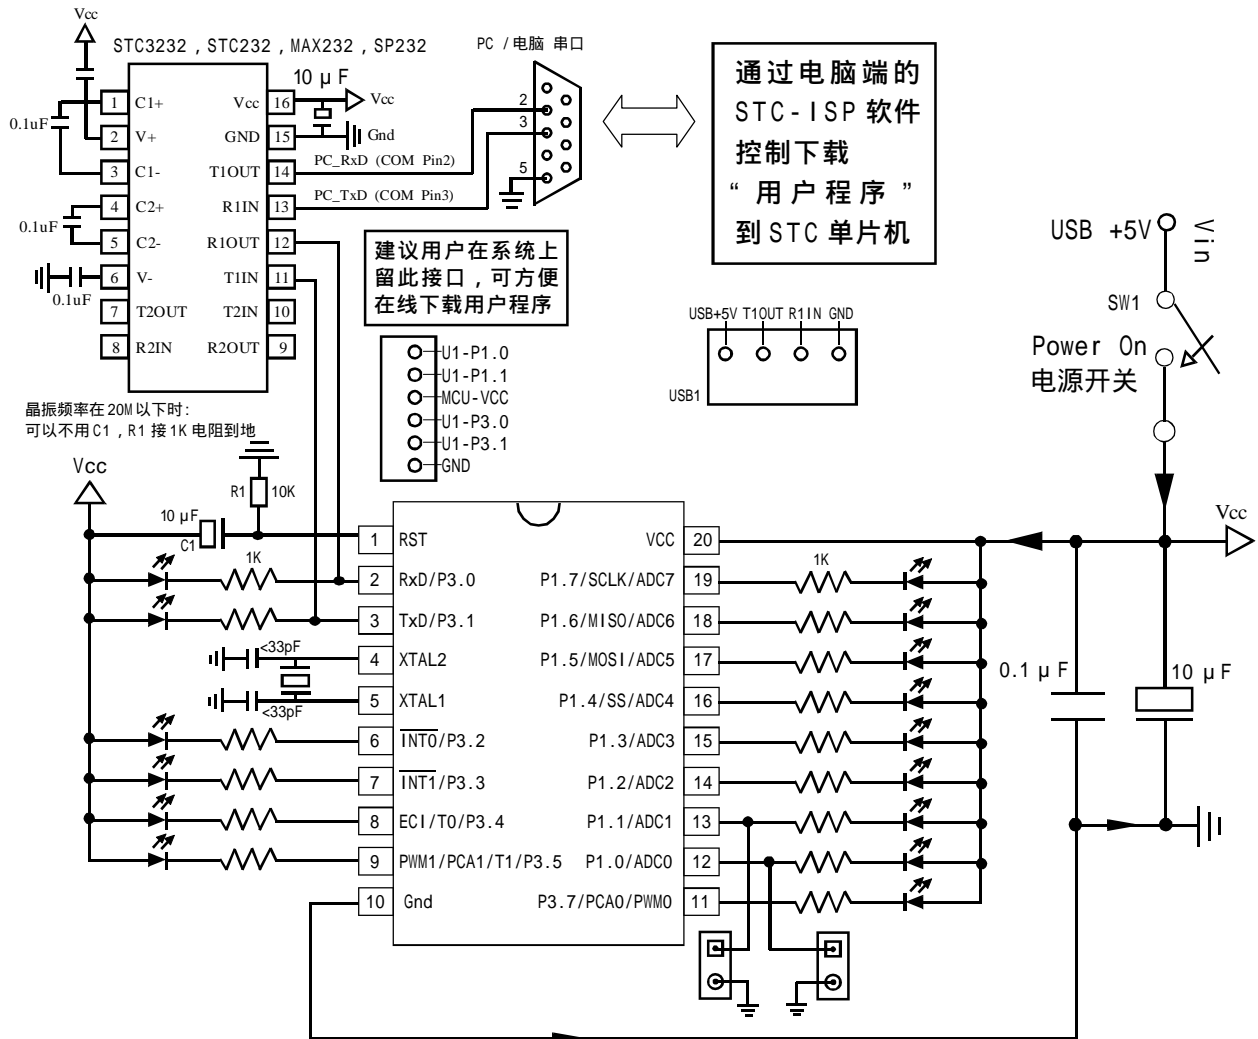 Vcc
STC3232 , STC232 , MAX232 , SP232
PC / 电脑 串口
10 μF
1 C1+
Vcc 16
Vcc
0.1uF
2 V+
GND 15
Gnd
3 C1-
T1OUT 14
PC_RxD (COM Pin2)
4 C2+
R1IN 13
PC_TxD (COM Pin3)
0.1uF
5 C2-
R1OUT 12
6 V-
T1IN 11
0.1uF
7 T2OUT
T2IN 10
8 R2IN
R2OUT 9
2
3
5
通过电脑端的
STC-ISP 软件
控制下载
“ 用户程序 ”
到 STC 单片机
建议用户在系统上
留此接口 , 可方便
在线下载用户程序
USB +5V
Vin
SW1
Power On
电源开关
USB+5V T1OUT R1IN GND
USB1
U1-P1.0
U1-P1.1
MCU-VCC
U1-P3.0
U1-P3.1
GND
晶振频率在 20M 以下时:
可以不用 C1 , R1 接 1K 电阻到地
Vcc
R1 10K
10 μF
C1
1K
<33pF
<33pF
1 RST
2 RxD/P3.0
3 TxD/P3.1
4 XTAL2
5 XTAL1
6 INT0/P3.2
7 INT1/P3.3
8 ECI/T0/P3.4
9 PWM1/PCA1/T1/P3.5
10 Gnd
VCC 20
P1.7/SCLK/ADC7 19
P1.6/MISO/ADC6 18
P1.5/MOSI/ADC5 17
P1.4/SS/ADC4 16
P1.3/ADC3 15
P1.2/ADC2 14
P1.1/ADC1 13
P1.0/ADC0 12
P3.7/PCA0/PWM0 11
1K
Vcc
0.1 μF
10 μF